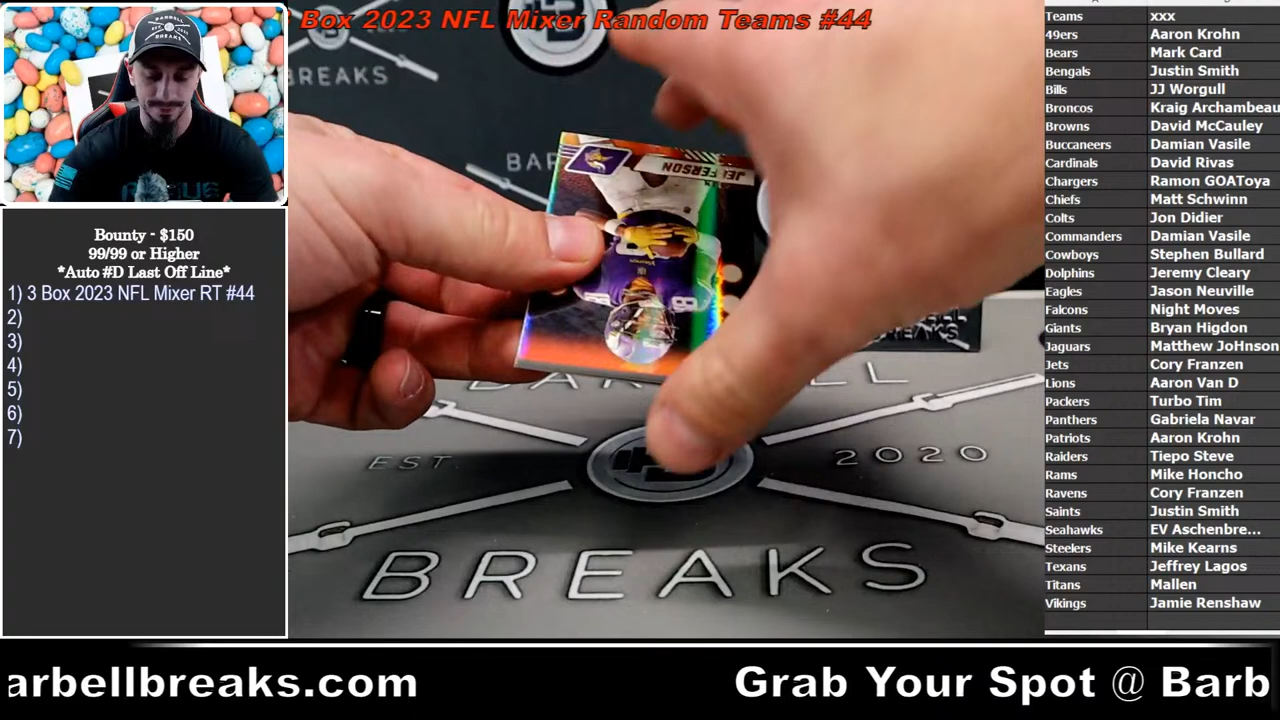 3 Box 2023 NFL Mixer Random Teams #44
BARBELL
BREAKS
BREAKS
BAR
JEFFERSON
BARBELL
EST. 2020
BREAKS
Bounty - $150
99/99 or Higher
*Auto #D Last Off Line*
1) 3 Box 2023 NFL Mixer RT #44
2)
3)
4)
5)
6)
7)
Teams xxx
49ers Aaron Krohn
Bears Mark Card
Bengals Justin Smith
Bills JJ Worgull
Broncos Kraig Archambeau
Browns David McCauley
Buccaneers Damian Vasile
Cardinals David Rivas
Chargers Ramon GOAToya
Chiefs Matt Schwinn
Colts Jon Didier
Commanders Damian Vasile
Cowboys Stephen Bullard
Dolphins Jeremy Cleary
Eagles Jason Neuville
Falcons Night Moves
Giants Bryan Higdon
Jaguars Matthew JoHnson
Jets Cory Franzen
Lions Aaron Van D
Packers Turbo Tim
Panthers Gabriela Navar
Patriots Aaron Krohn
Raiders Tiepo Steve
Rams Mike Honcho
Ravens Cory Franzen
Saints Justin Smith
Seahawks EV Aschenbre...
Steelers Mike Kearns
Texans Jeffrey Lagos
Titans Mallen
Vikings Jamie Renshaw
arbellbreaks.com Grab Your Spot @ Barb